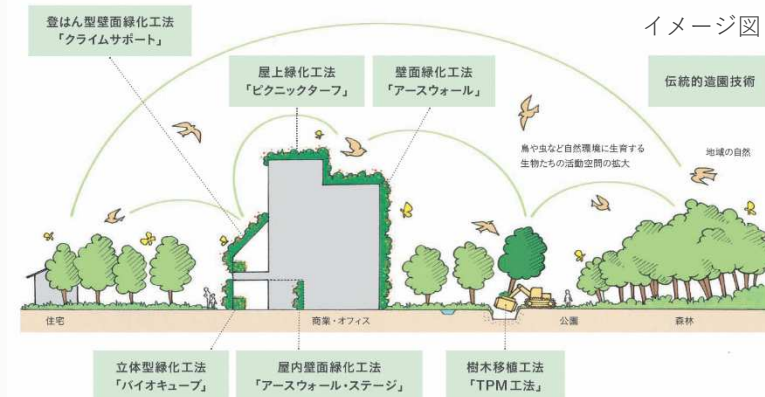 イメージ図
登はん型壁面緑化工法
「クライムサポート」
屋上緑化工法
「ピクニックターフ」
壁面緑化工法
「アースウォール」
伝統的造園技術
鳥や虫など自然環境に生育する
生物たちの活動空間の拡大
地域の自然
住宅
商業・オフィス
公園
森林
立体型緑化工法
「バイオキューブ」
屋内壁面緑化工法
「アースウォール・ステージ」
樹木移植工法
「TPM工法」